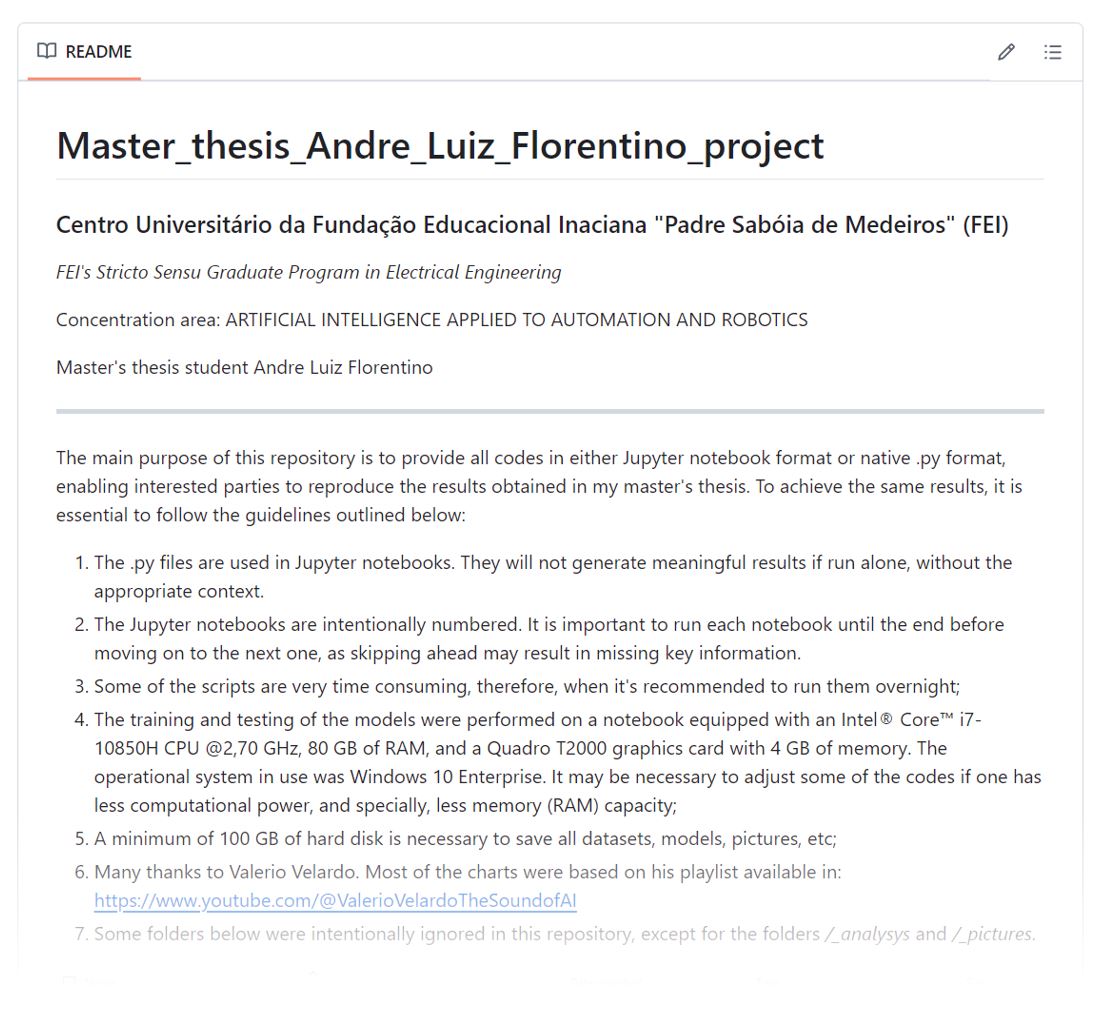 README
Master_thesis_Andre_Luiz_Florentino_project
Centro Universitário da Fundação Educacional Inaciana "Padre Sabóia de Medeiros" (FEI)
FEI's Stricto Sensu Graduate Program in Electrical Engineering
Concentration area: ARTIFICIAL INTELLIGENCE APPLIED TO AUTOMATION AND ROBOTICS
Master's thesis student Andre Luiz Florentino
The main purpose of this repository is to provide all codes in either Jupyter notebook format or native .py format,
enabling interested parties to reproduce the results obtained in my master's thesis. To achieve the same results, it is
essential to follow the guidelines outlined below:
1. The .py files are used in Jupyter notebooks. They will not generate meaningful results if run alone, without the
appropriate context.
2. The Jupyter notebooks are intentionally numbered. It is important to run each notebook until the end before
moving on to the next one, as skipping ahead may result in missing key information.
3. Some of the scripts are very time consuming, therefore, when it's recommended to run them overnight;
4. The training and testing of the models were performed on a notebook equipped with an Intel® Core™ i7-
10850H CPU @2,70 GHz, 80 GB of RAM, and a Quadro T2000 graphics card with 4 GB of memory. The
operational system in use was Windows 10 Enterprise. It may be necessary to adjust some of the codes if one has
less computational power, and specially, less memory (RAM) capacity;
5. A minimum of 100 GB of hard disk is necessary to save all datasets, models, pictures, etc;
6. Many thanks to Valerio Velardo. Most of the charts were based on his playlist available in:
https://www.youtube.com/@ValerioVelardoTheSoundofAI
7. Some folders below were intentionally ignored in this repository, except for the folders /_analysys and /_pictures.